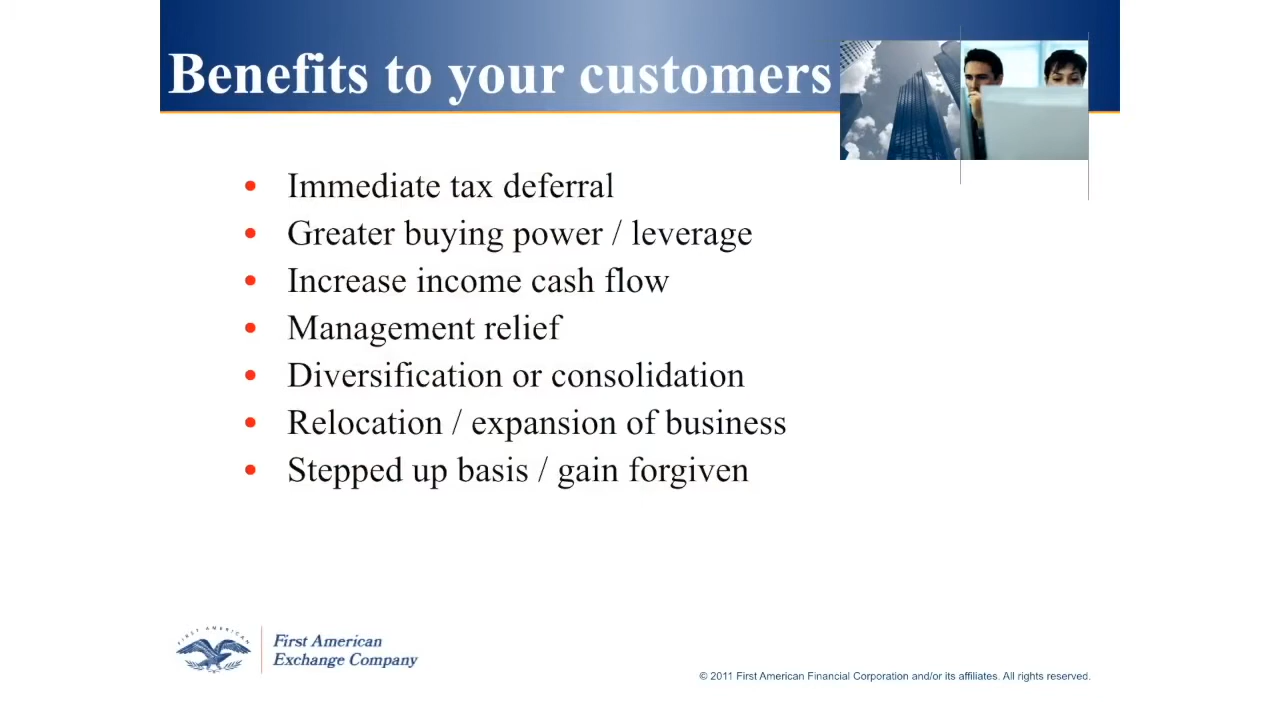 Benefits to your customers
• Immediate tax deferral
• Greater buying power / leverage
• Increase income cash flow
• Management relief
• Diversification or consolidation
• Relocation / expansion of business
• Stepped up basis / gain forgiven
FIRST AMERICAN
First American
Exchange Company
© 2011 First American Financial Corporation and/or its affiliates. All rights reserved.